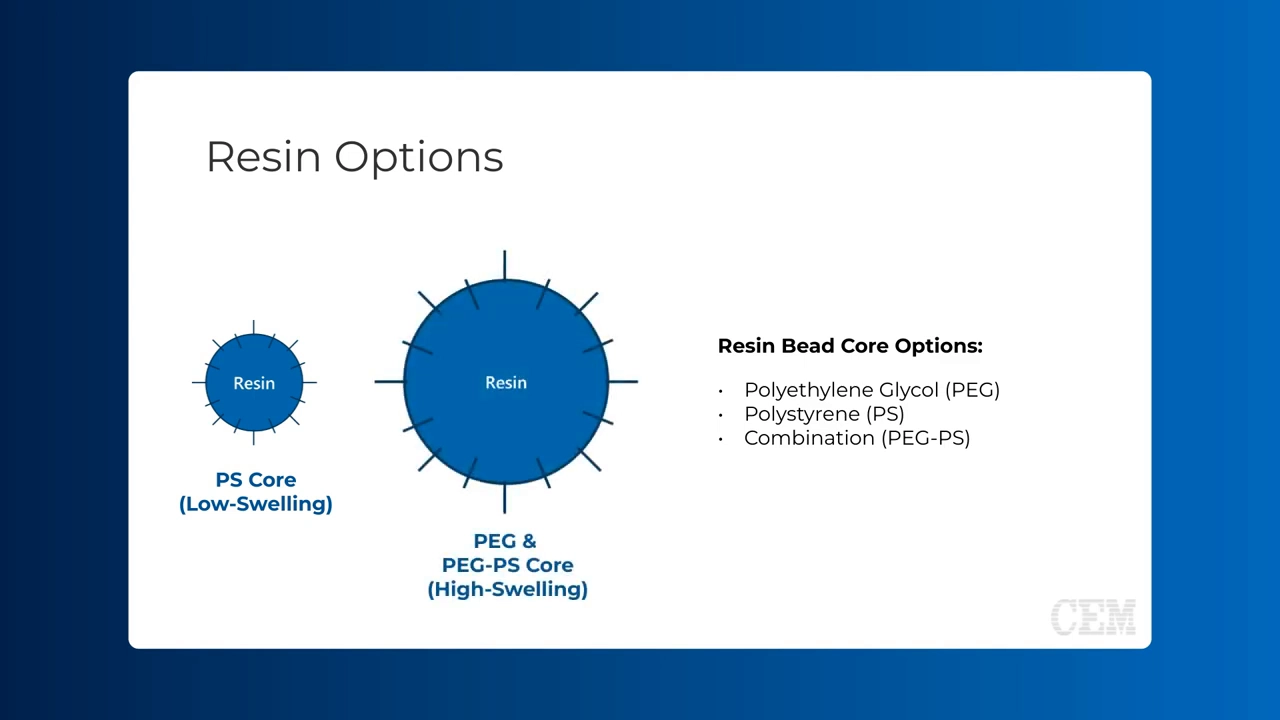 Resin Options
Resin
Resin
PS Core
(Low-Swelling)
PEG &
PEG-PS Core
(High-Swelling)
Resin Bead Core Options:
• Polyethylene Glycol (PEG)
• Polystyrene (PS)
• Combination (PEG-PS)
CEM